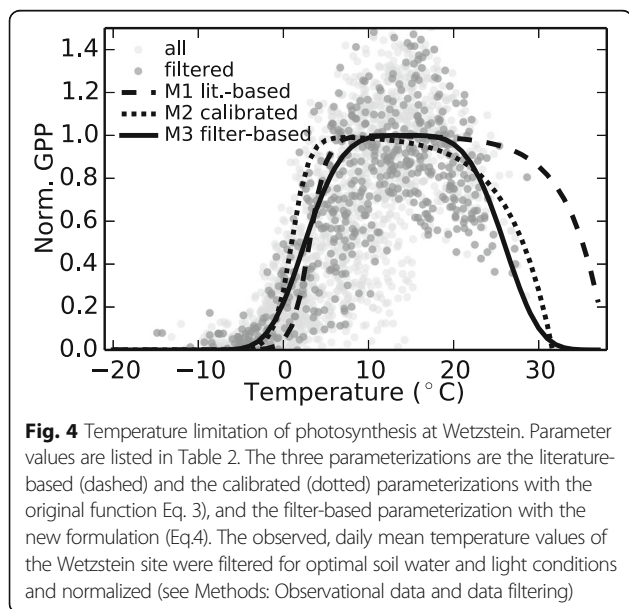 1.4
1.2
1.0
0.8
0.6
0.4
0.2
0.0
Norm. GPP
all
filtered
M1 lit.-based
M2 calibrated
M3 filter-based
−20 −10 0 10 20 30
Temperature (°C)
Fig. 4 Temperature limitation of photosynthesis at Wetzstein. Parameter
values are listed in Table 2. The three parameterizations are the literature-
based (dashed) and the calibrated (dotted) parameterizations with the
original function Eq. 3), and the filter-based parameterization with the
new formulation (Eq.4). The observed, daily mean temperature values of
the Wetzstein site were filtered for optimal soil water and light conditions
and normalized (see Methods: Observational data and data filtering)